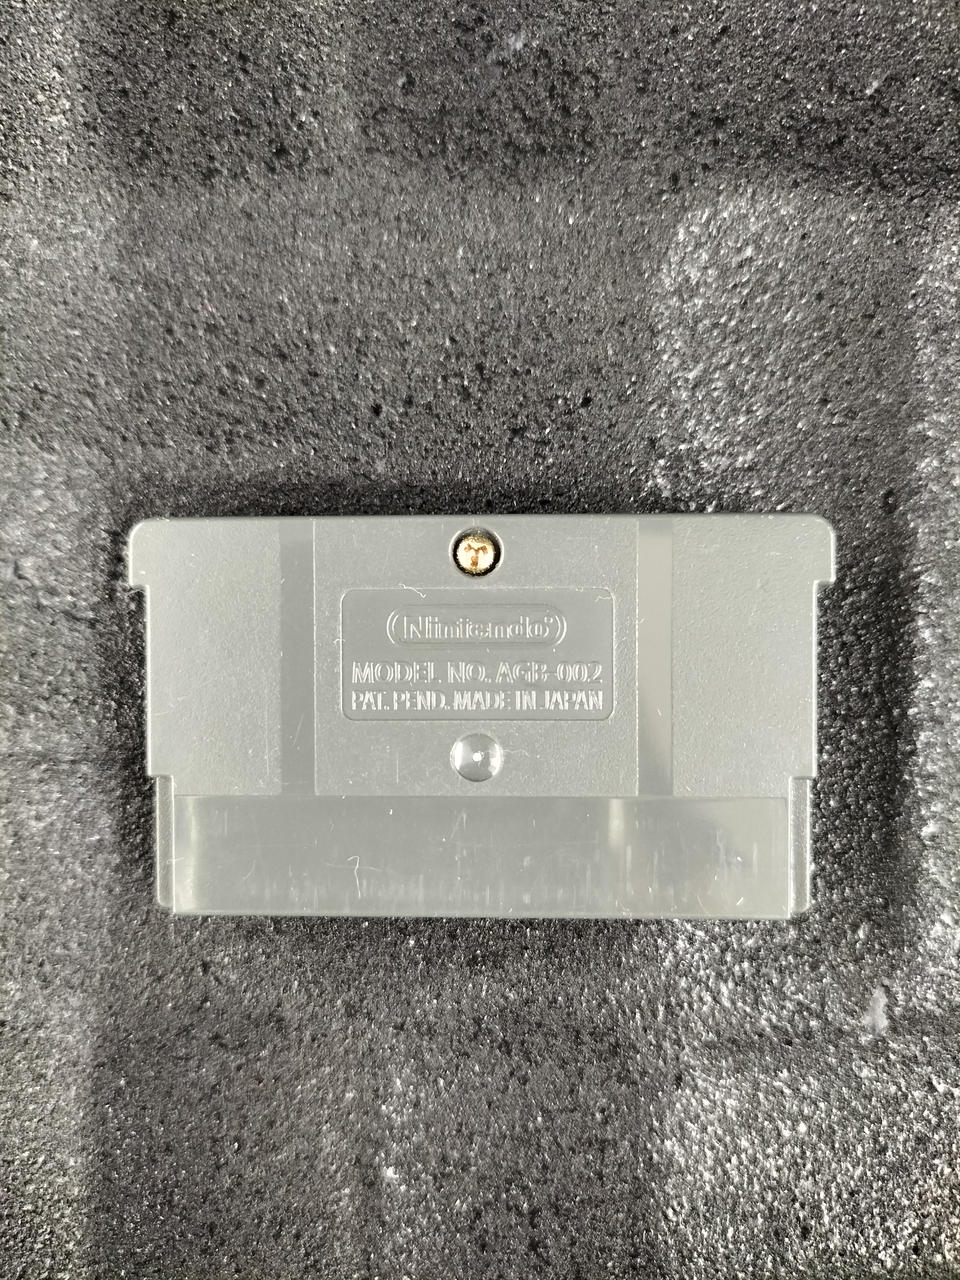 Nintendo®
MODEL NO. AGB-002
PAT. PEND. MADE IN JAPAN